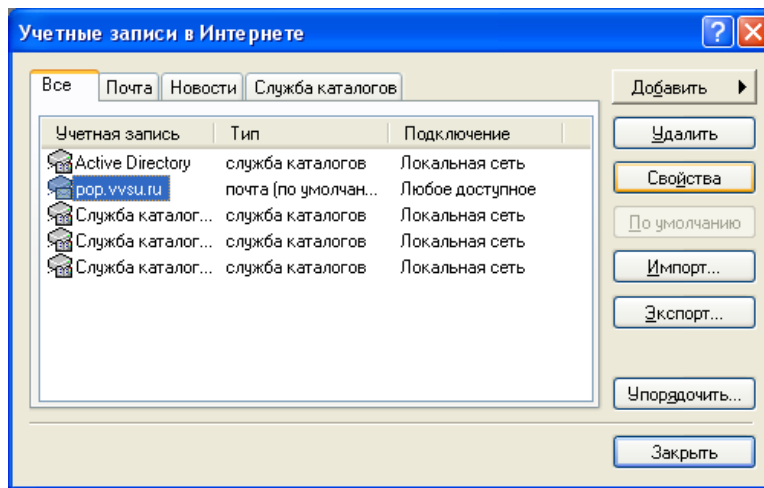 Учетные записи в Интернете
Все Почта Новости Служба каталогов
Учетная запись Тип Подключение
Active Directory служба каталогов Локальная сеть
pop.vvsu.ru почта (по умолчан... Любое доступное
Служба каталог... служба каталогов Локальная сеть
Служба каталог... служба каталогов Локальная сеть
Служба каталог... служба каталогов Локальная сеть
Добавить
Удалить
Свойства
По умолчанию
Импорт...
Экспорт...
Упорядочить...
Закрыть